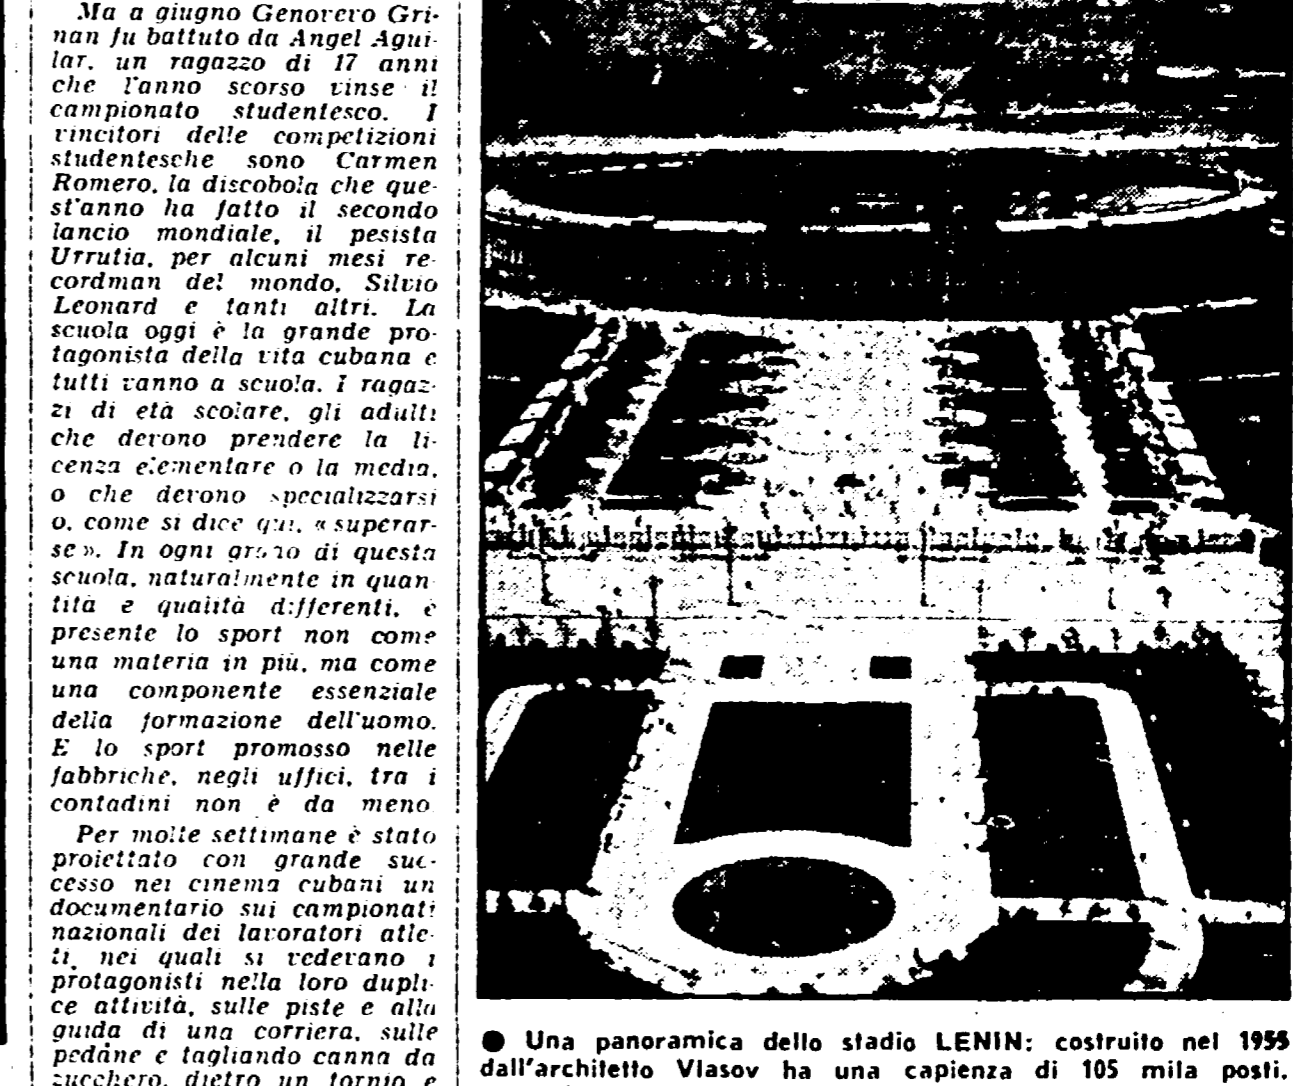 Ma a giugno Genovevo Gri-
nan fu battuto da Angel Agui-
lar, un ragazzo di 17 anni
che l'anno scorso vinse il
campionato studentesco. I
vincitori delle competizioni
studentesche sono Carmen
Romero, la discobola che que-
st'anno ha fatto il secondo
lancio mondiale, il pesista
Urrutia, per alcuni mesi re-
cordman del mondo, Silvio
Leonard e tanti altri. La
scuola oggi è la grande pro-
tagonista della vita cubana e
tutti vanno a scuola. I ragaz-
zi di età scolare, gli adulti
che devono prendere la li-
cenza elementare o la media,
o che devono specializzarsi
o, come si dice qui, « superar-
se ». In ogni grado di questa
scuola, naturalmente in quan
tità e qualità differenti, è
presente lo sport non come
una materia in più, ma come
una componente essenziale
della formazione dell'uomo.
E lo sport promosso nelle
fabbriche, negli uffici, tra i
contadini non è da meno
Per molte settimane è stato
proiettato con grande suc-
cesso nei cinema cubani un
documentario sui campionati
nazionali dei lavoratori atle-
ti, nei quali si vedevano i
protagonisti nella loro dupli-
ce attività, sulle piste e alla
guida di una corriera, sulle
pedane e tagliando canna da
zucchero, dietro un tornio e
● Una panoramica dello stadio LENIN: costruito nel 1955
dall'architetto Vlasov ha una capienza di 105 mila posti.